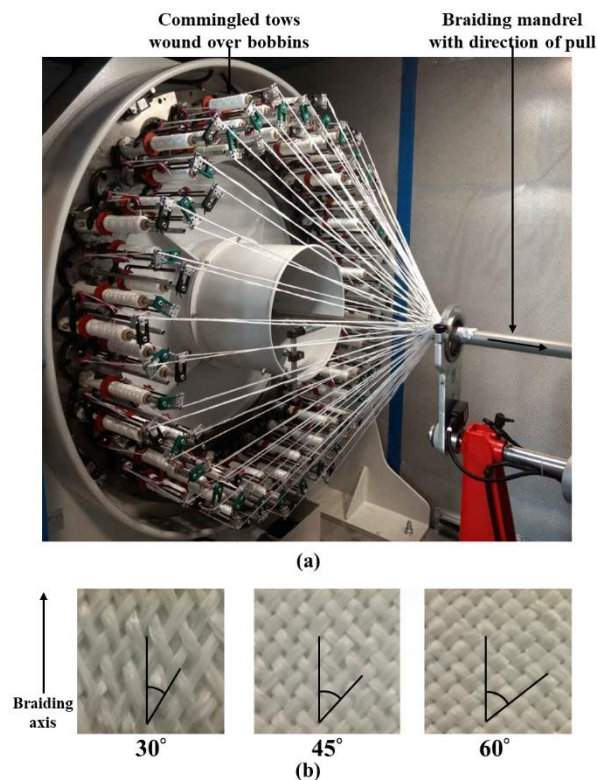 Commingled tows
wound over bobbins
Braiding mandrel
with direction of pull
(a)
Braiding
axis
30°
45°
60°
(b)